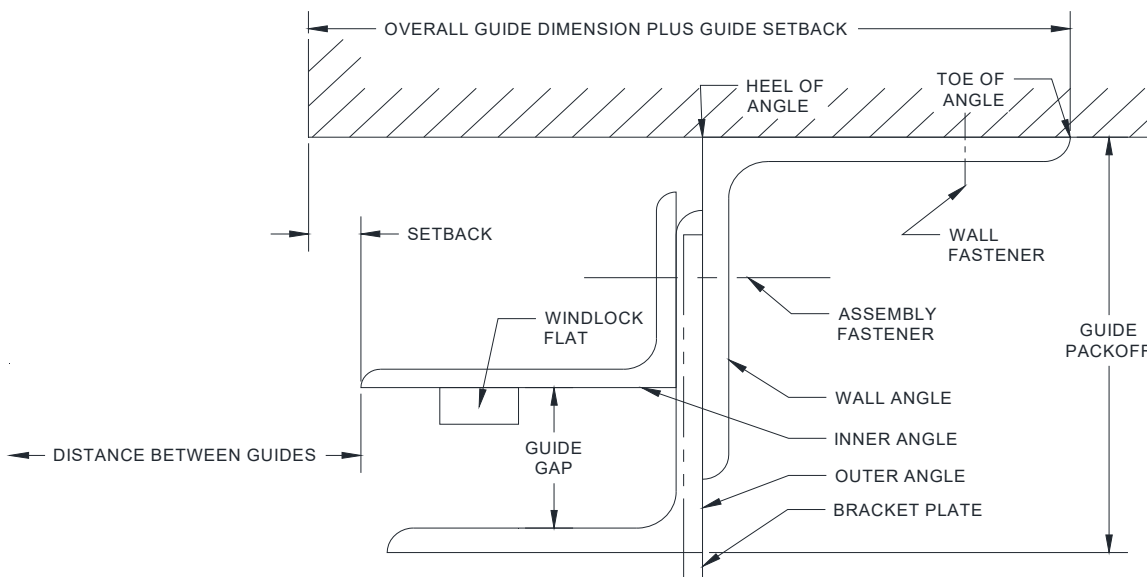 OVERALL GUIDE DIMENSION PLUS GUIDE SETBACK
HEEL OF
ANGLE
TOE OF
ANGLE
SETBACK
WALL
FASTENER
WINDLOCK
FLAT
ASSEMBLY
FASTENER
GUIDE
PACKOFF
WALL ANGLE
INNER ANGLE
DISTANCE BETWEEN GUIDES
GUIDE
GAP
OUTER ANGLE
BRACKET PLATE